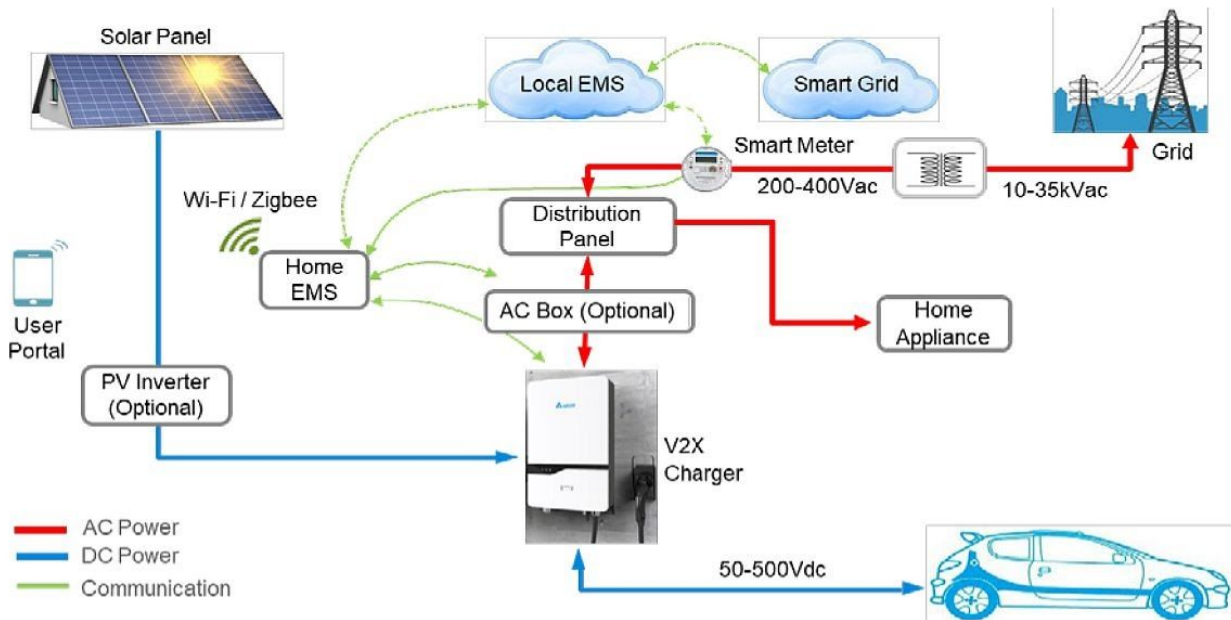 Solar Panel
Local EMS
Smart Grid
Smart Meter
Grid
200-400Vac
10-35kVac
Wi-Fi / Zigbee
Distribution
Panel
Home
EMS
AC Box (Optional)
Home
Appliance
User
Portal
PV Inverter
(Optional)
V2X
Charger
AC Power
DC Power
Communication
50-500Vdc